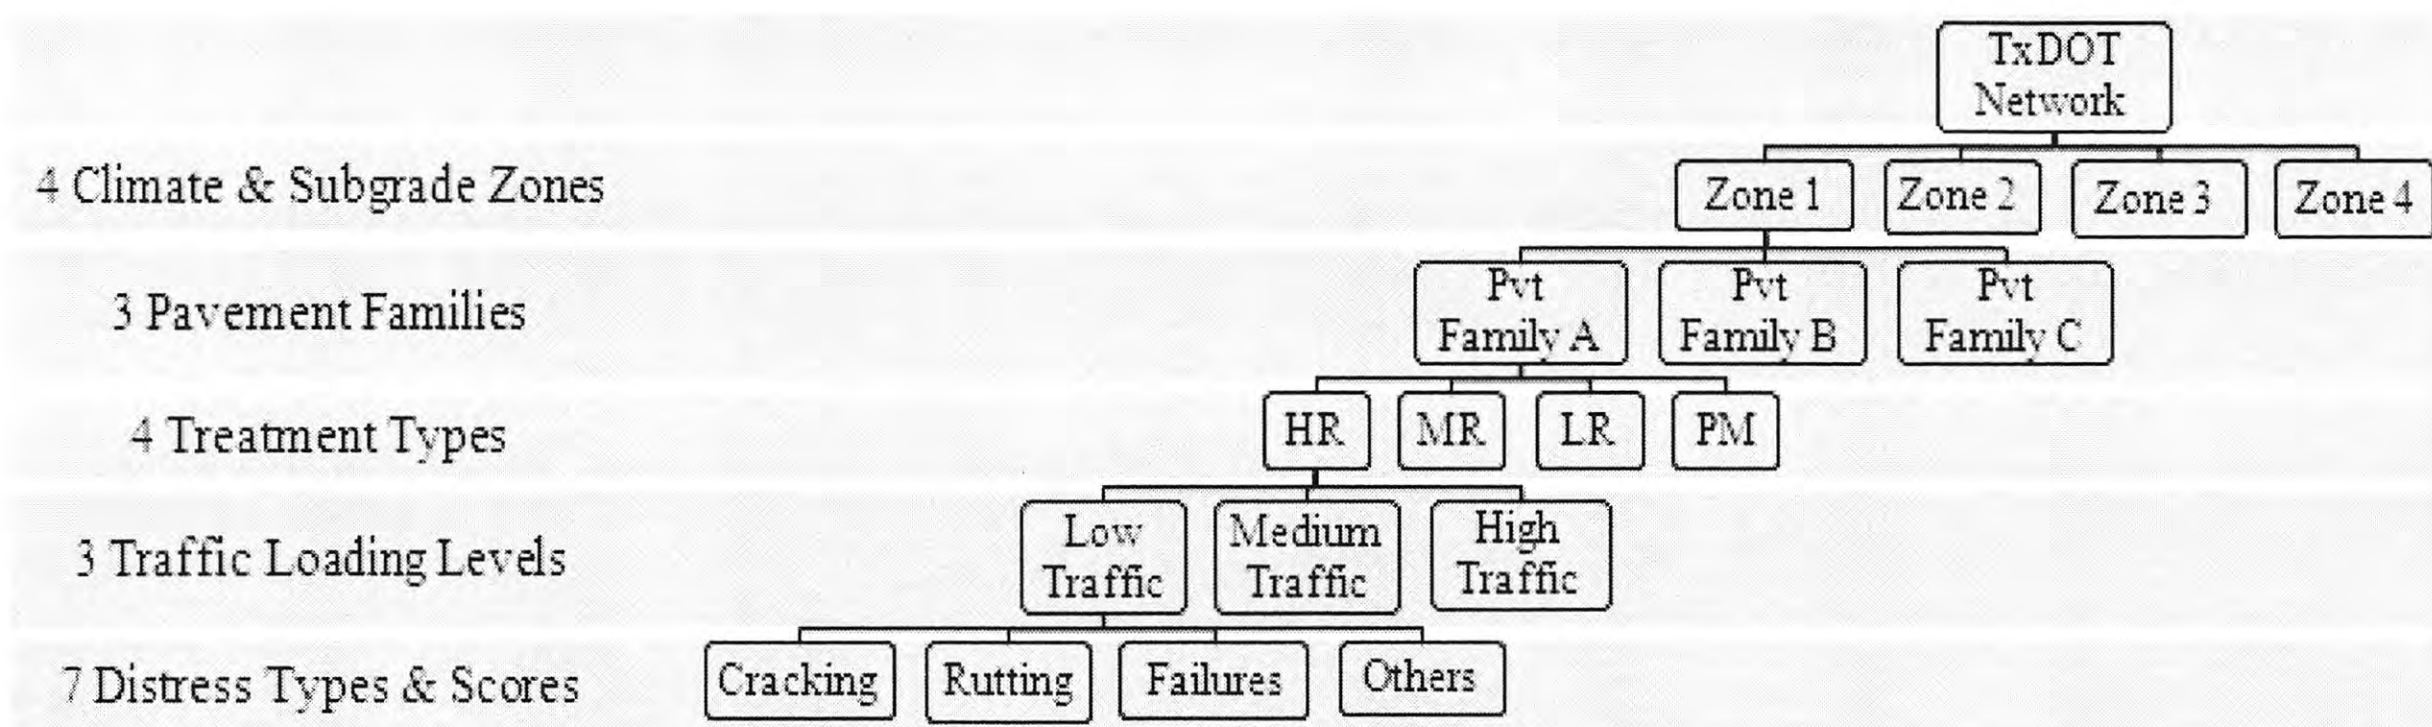 TxDOT
Network
4 Climate & Subgrade Zones
Zone 1
Zone 2
Zone 3
Zone 4
3 Pavement Families
Pvt
Family A
Pvt
Family B
Pvt
Family C
4 Treatment Types
HR
MR
LR
PM
3 Traffic Loading Levels
Low
Traffic
Medium
Traffic
High
Traffic
7 Distress Types & Scores
Cracking
Rutting
Failures
Others